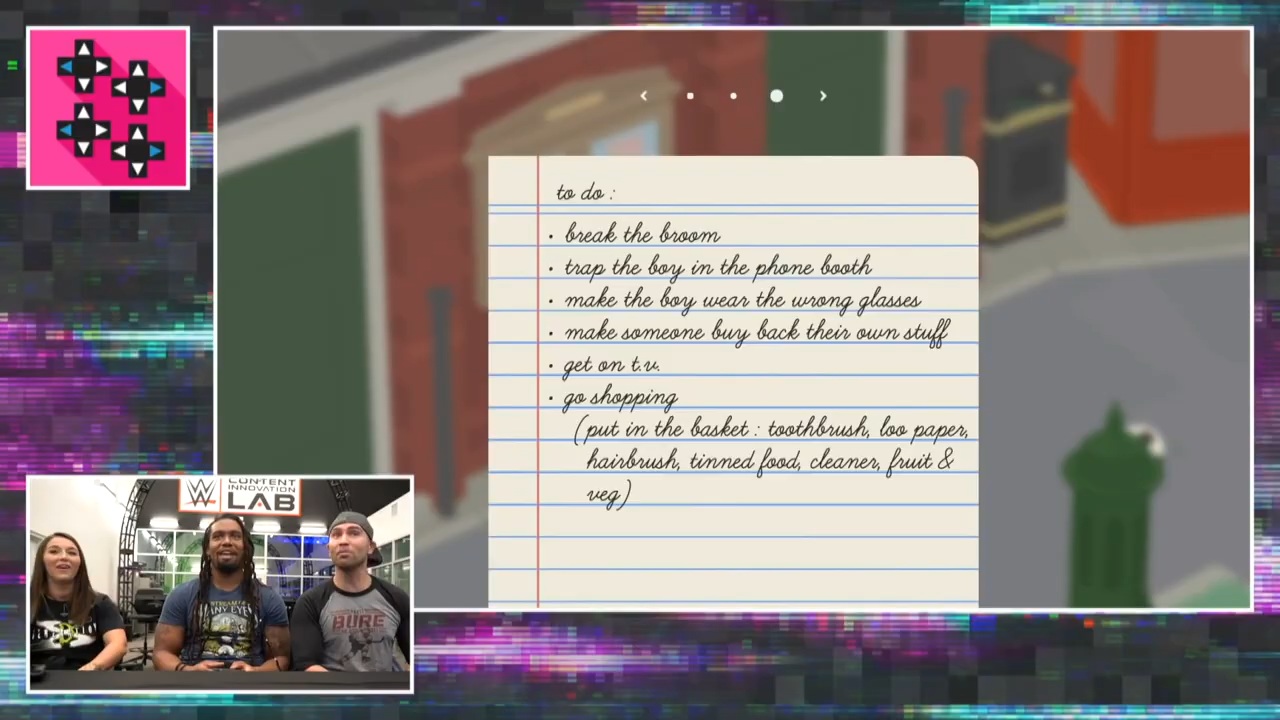 to do :
• break the broom
• trap the boy in the phone booth
• make the boy wear the wrong glasses
• make someone buy back their own stuff
• get on t.v.
• go shopping
(put in the basket : toothbrush, loo paper,
hairbrush, tinned food, cleaner, fruit &
veg)
W
CONTENT
INNOVATION
LAB
BURE